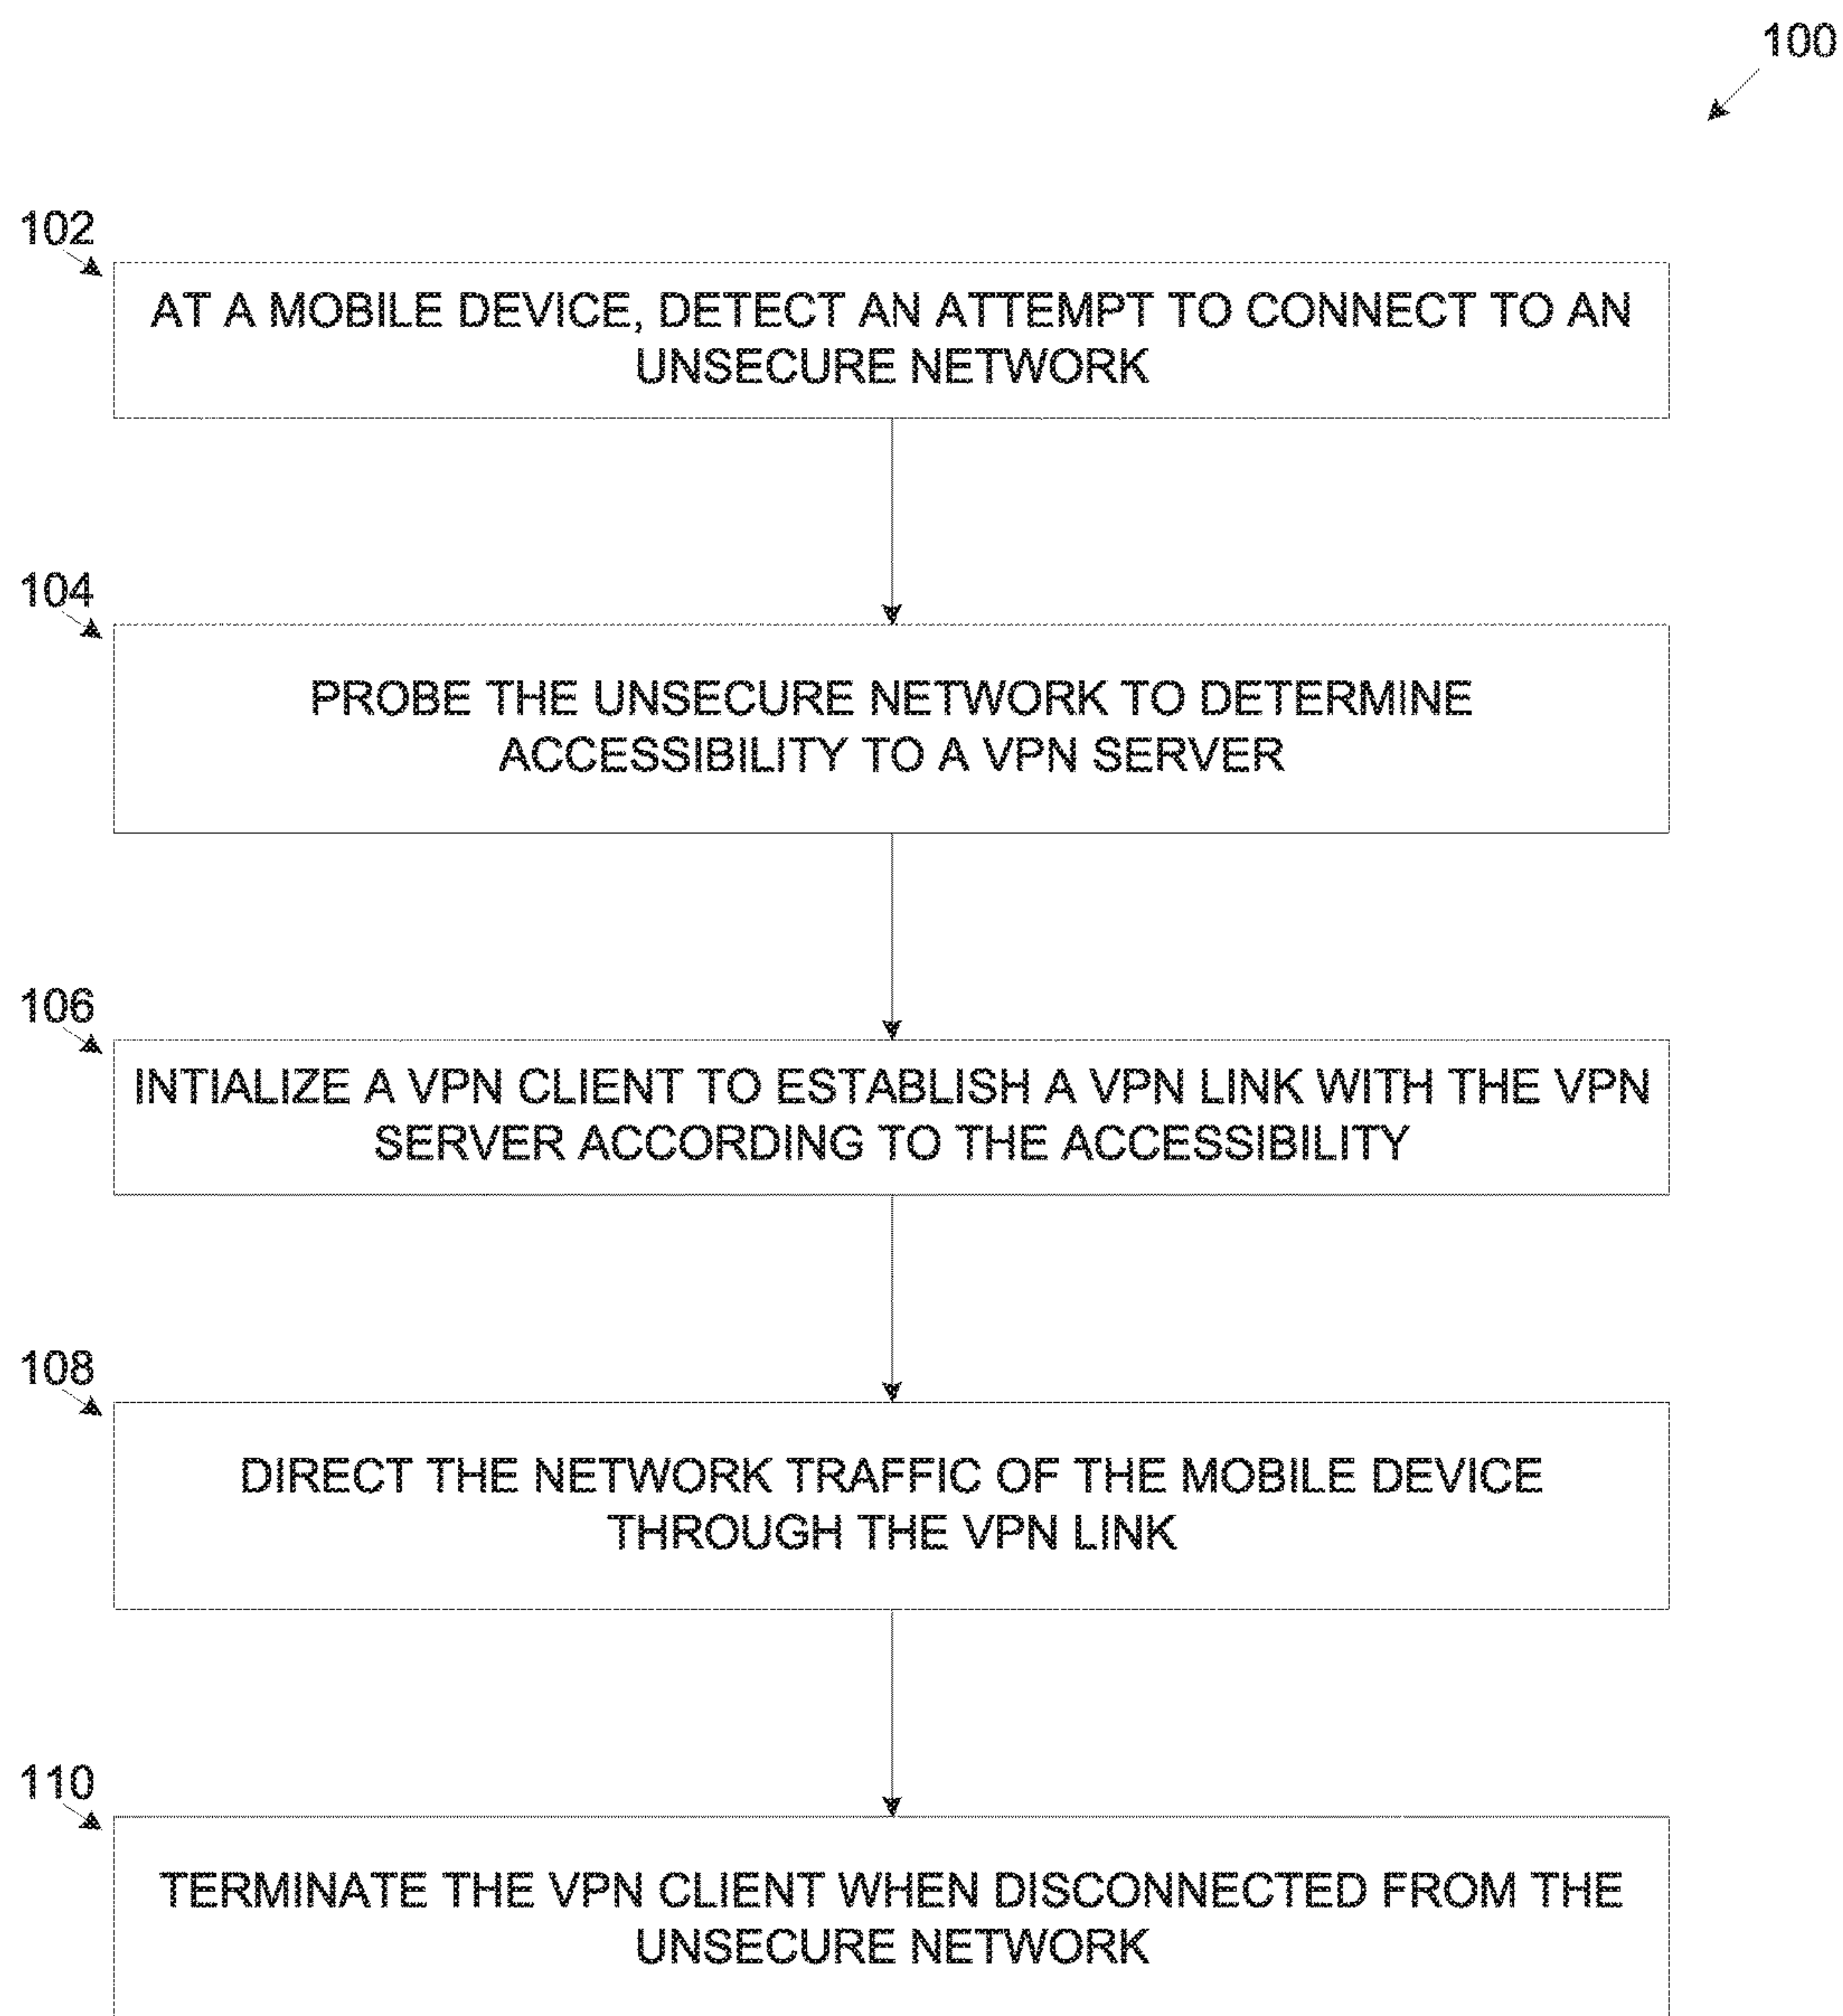 100
102
AT A MOBILE DEVICE, DETECT AN ATTEMPT TO CONNECT TO AN
UNSECURE NETWORK
104
PROBE THE UNSECURE NETWORK TO DETERMINE
ACCESSIBILITY TO A VPN SERVER
106
INTIALIZE A VPN CLIENT TO ESTABLISH A VPN LINK WITH THE VPN
SERVER ACCORDING TO THE ACCESSIBILITY
108
DIRECT THE NETWORK TRAFFIC OF THE MOBILE DEVICE
THROUGH THE VPN LINK
110
TERMINATE THE VPN CLIENT WHEN DISCONNECTED FROM THE
UNSECURE NETWORK